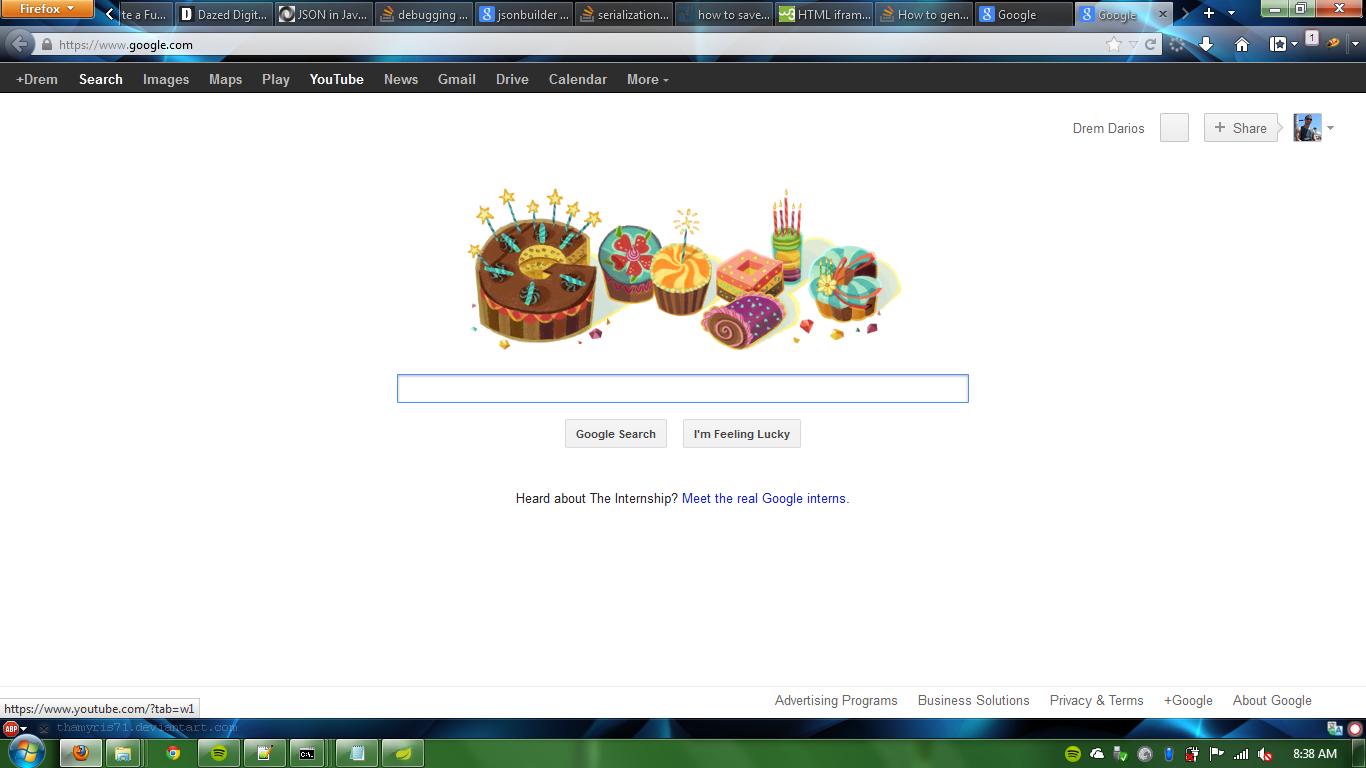 Firefox
te a Fu... Dazed Digit... JSON in Jav... debugging ... jsonbuilder ... serialization... how to save... HTML ifram... How to gen... Google Google
https://www.google.com
1
+Drem Search Images Maps Play YouTube News Gmail Drive Calendar More
Drem Darios + Share
Google Search I'm Feeling Lucky
Heard about The Internship? Meet the real Google interns.
Advertising Programs Business Solutions Privacy & Terms +Google About Google
https://www.youtube.com/?tab=w1
ABP thamyris71.deviantart.com
8:38 AM